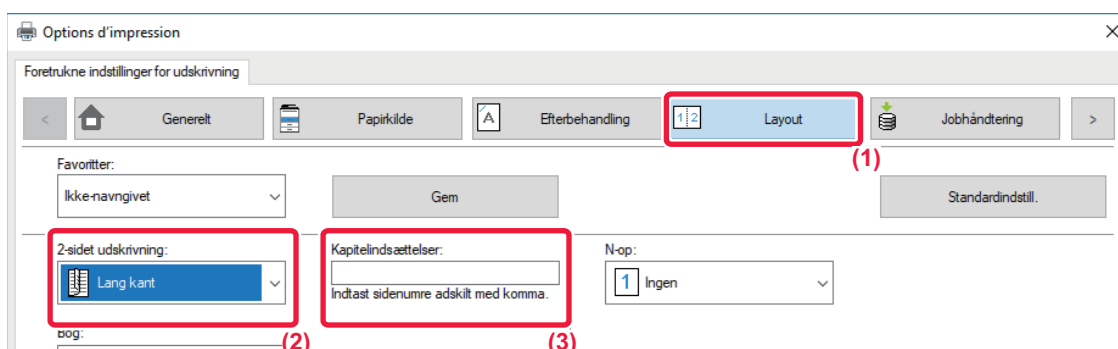 Options d'impression
Foretrukne indstillinger for udskrivning
< Generelt Papirkilde A Efterbehandling 1 2 Layout Jobhåndtering >
(1)
Favoritter:
Ikke-navngivet Gem Standardindstill.
2-sidet udskrivning: Kapitelindsættelser: N-op:
Lang kant 1 Ingen
Indtast sidenumre adskilt med komma.
Bog:
(2) (3)